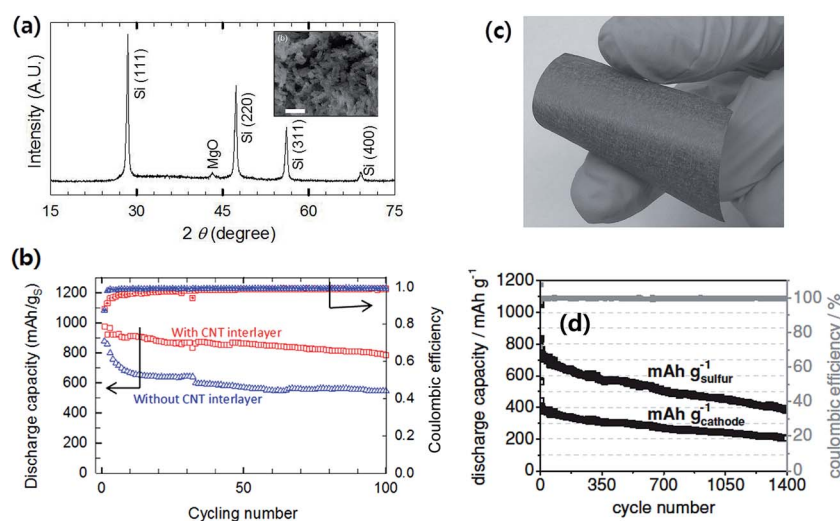 (a)
Intensity (A.U.)
Si (111)
MgO
Si (220)
Si (311)
Si (400)
(b)
15 30 45 60 75
2 θ (degree)
(c)
(b)
Discharge Capacity (mAh/gS)
1200
1000
800
600
400
200
0
With CNT interlayer
Without CNT interlayer
1.0
0.8
0.6
0.4
0.2
0.0
Coulombic efficiency
0 50 100
Cycling number
(d)
discharge capacity / mAh g-1
1200
1000
800
600
400
200
0
mAh g-1sulfur
mAh g-1cathode
100
80
60
40
20
0
coulombic efficiency / %
0 350 700 1050 1400
cycle number